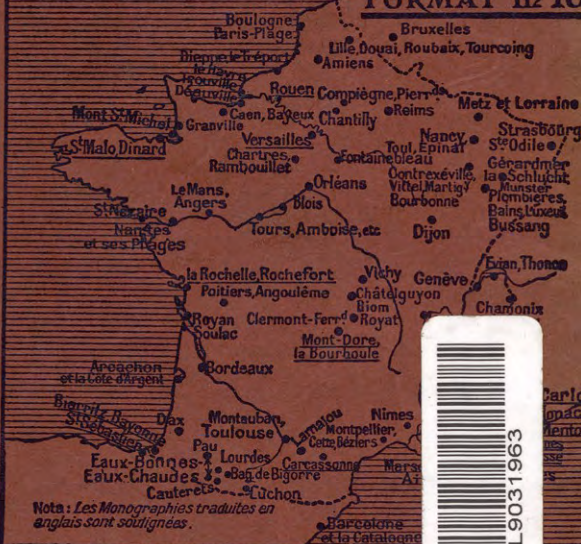 FORMAT
Boulogne
Paris-Plage
Bruxelles
Lille, Douai, Roubaix, Tourcoing
Amiens
Dieppe, le Tréport
le Havre
Trouville
Deauville
Rouen
Compiègne, Pierrds
Reims
Metz et Lorraine
Caen, Bayeux
Chantilly
Mont St Michel
Granville
Versailles
Nancy
Strasbourg
Ste Odile
St Malo, Dinard
Chartres,
Rambouillet
Fontainebleau
Toul, Epinal
Gérardmer
la Schlucht
Contrexéville,
Vittel, Martigy
Bourbonne
Munster
Plombières,
Bains, Luxeuil
Bussang
Le Mans,
Angers
Orléans
Blois
St Nazaire
Nantes
et ses Plages
Tours, Amboise, etc
Dijon
Evian, Thonon
la Rochelle, Rochefort
Vichy
Genève
Poitiers, Angoulême
Châtelguyon
Riom
Chamonix
Royan
Soulac
Clermont-Ferrd
Royat
Mont-Dore,
la Bourboule
Arcachon
et la Côte d'Argent
Bordeaux
Biarritz, Bayonne
St Sébastien
Dax
Montauban
Toulouse
Lamalou
Nimes
Montpellier,
Cette, Béziers
Pau
Lourdes
Carcassonne
Eaux-Bonnes
Eaux-Chaudes
Bag. de Bigorre
Cauterets
Luchon
Nota : Les Monographies traduites en
anglais sont soulignées.
Barcelone
et la Catalogne
L9031963